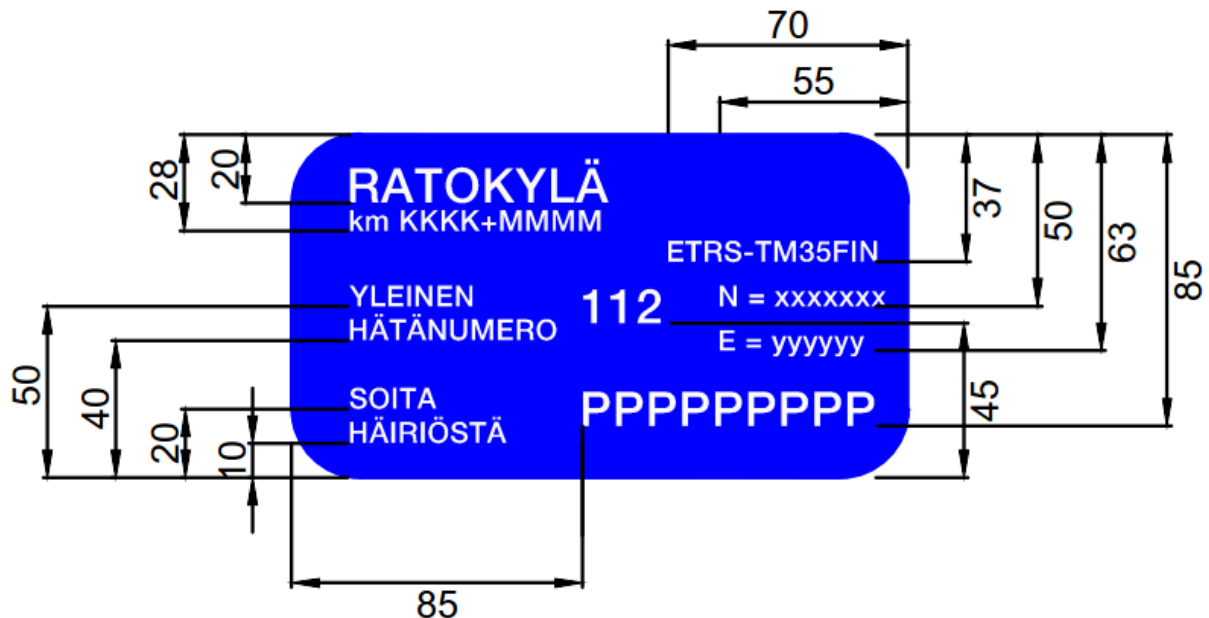 70
55
28
20
RATOKYLÄ
km KKKK+MMMM
37
50
63
85
ETRS-TM35FIN
YLEINEN
HÄTÄNUMERO
112
N = xxxxxxx
E = yyyyyy
50
40
20
10
SOITA
HÄIRIÖSTÄ
PPPPPPPPP
45
85